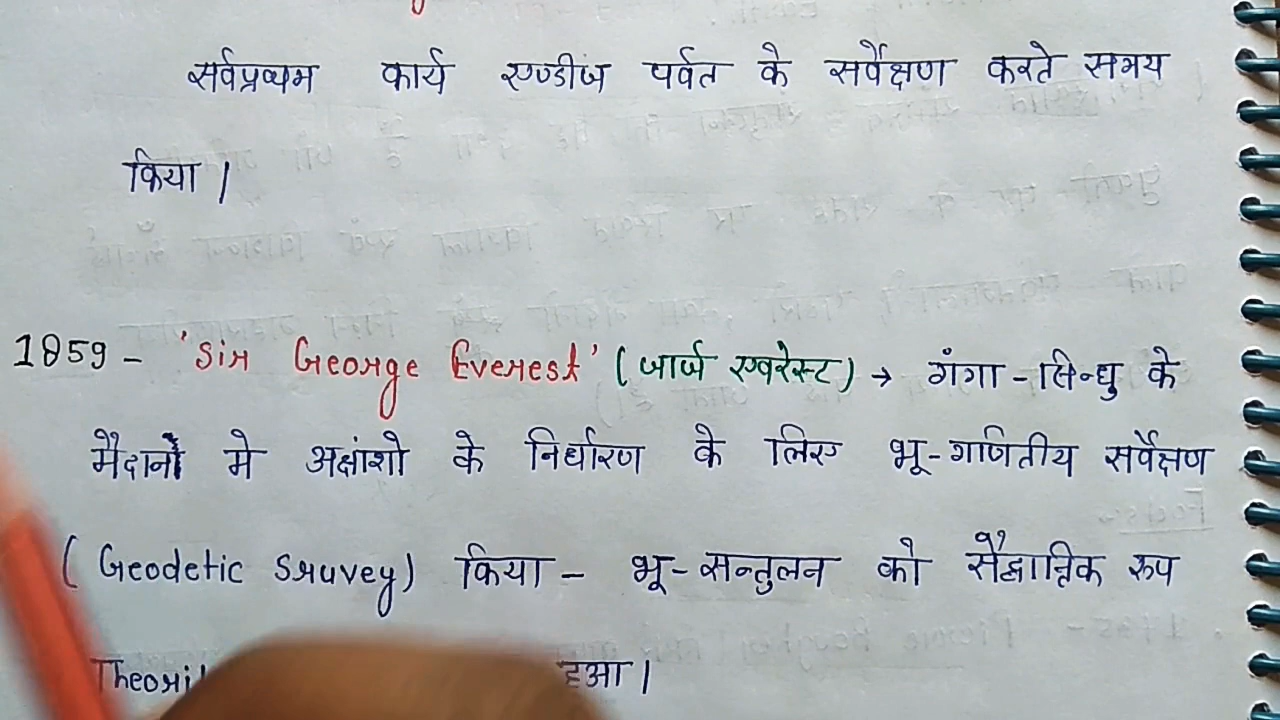 सर्वप्रथम कार्य एण्डीज पर्वत के सर्वेक्षण करते समय
किया |
1859 - 'Sir George Everest' (जार्ज एवरेस्ट) → गंगा - सिन्धु के
मैदानों मे अक्षांशो के निर्धारण के लिए भू-गणितीय सर्वेक्षण
(Geodetic Sruvey) किया - भू-सन्तुलन को सैद्धान्तिक रूप
हुआ |